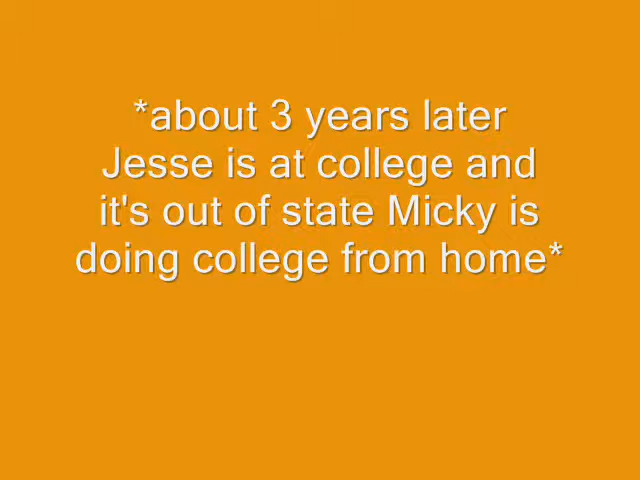 *about 3 years later
Jesse is at college and
it's out of state Micky is
doing college from home*